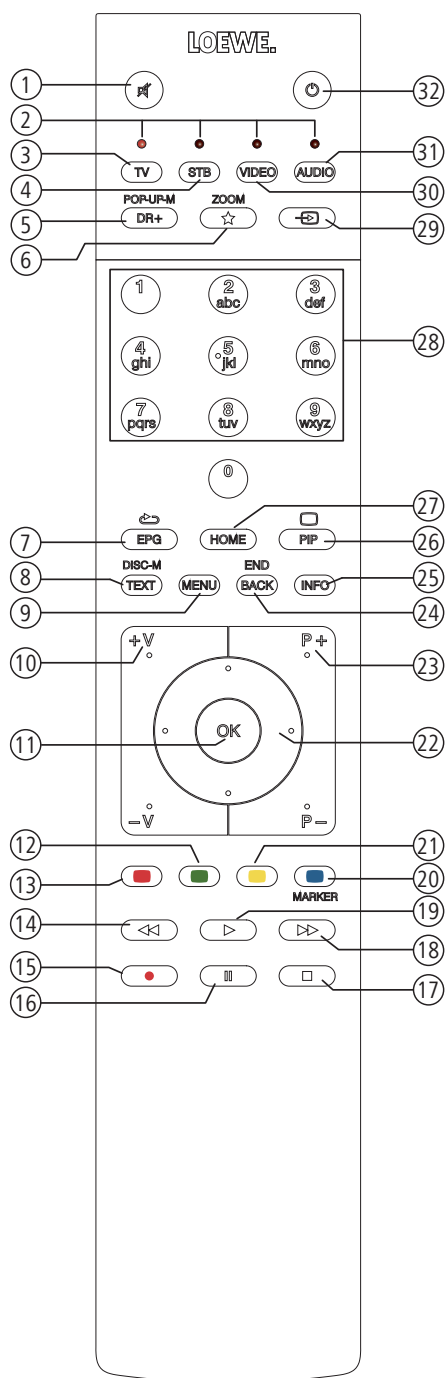 LOEWE.
1 32
2
3 TV STB VIDEO AUDIO 31
4 30
POP-UP-M ZOOM
5 DR+ 29
6
1 2 3
abc def
28
4 5 6
ghi jkl mno
7 8 9
pqrs tuv wxyz
0
27
7 EPG HOME PIP 26
DISC-M END
8 TEXT MENU BACK INFO 25
9 24
+V P+
10 23
11 OK 22
-V P-
12 21
13 20
MARKER
14 19
18
15
16 17